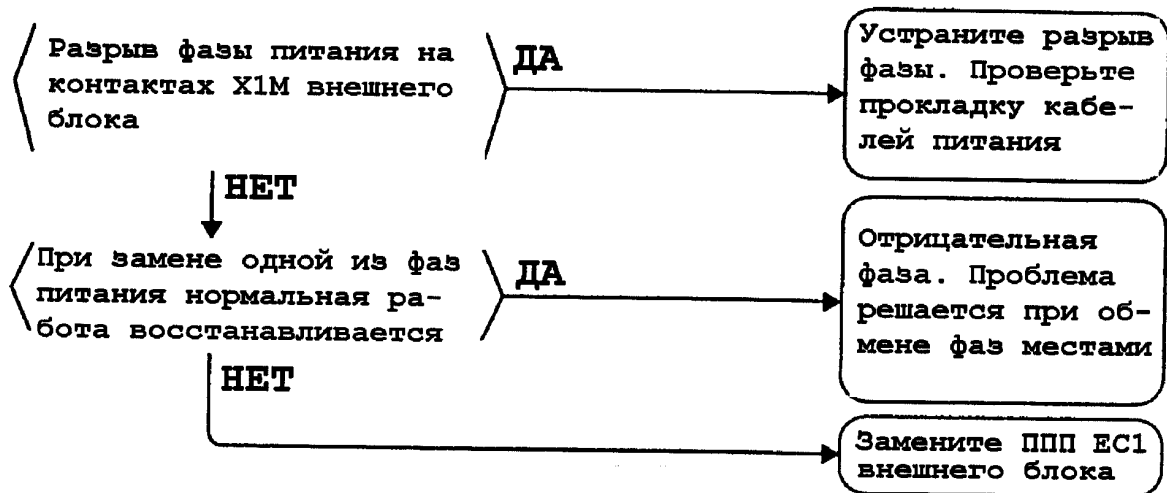 Разрыв фазы питания на
контактах X1M внешнего
блока
ДА
Устраните разрыв
фазы. Проверьте
прокладку кабе-
лей питания
НЕТ
При замене одной из фаз
питания нормальная ра-
бота восстанавливается
ДА
Отрицательная
фаза. Проблема
решается при об-
мене фаз местами
НЕТ
Замените ППП EC1
внешнего блока